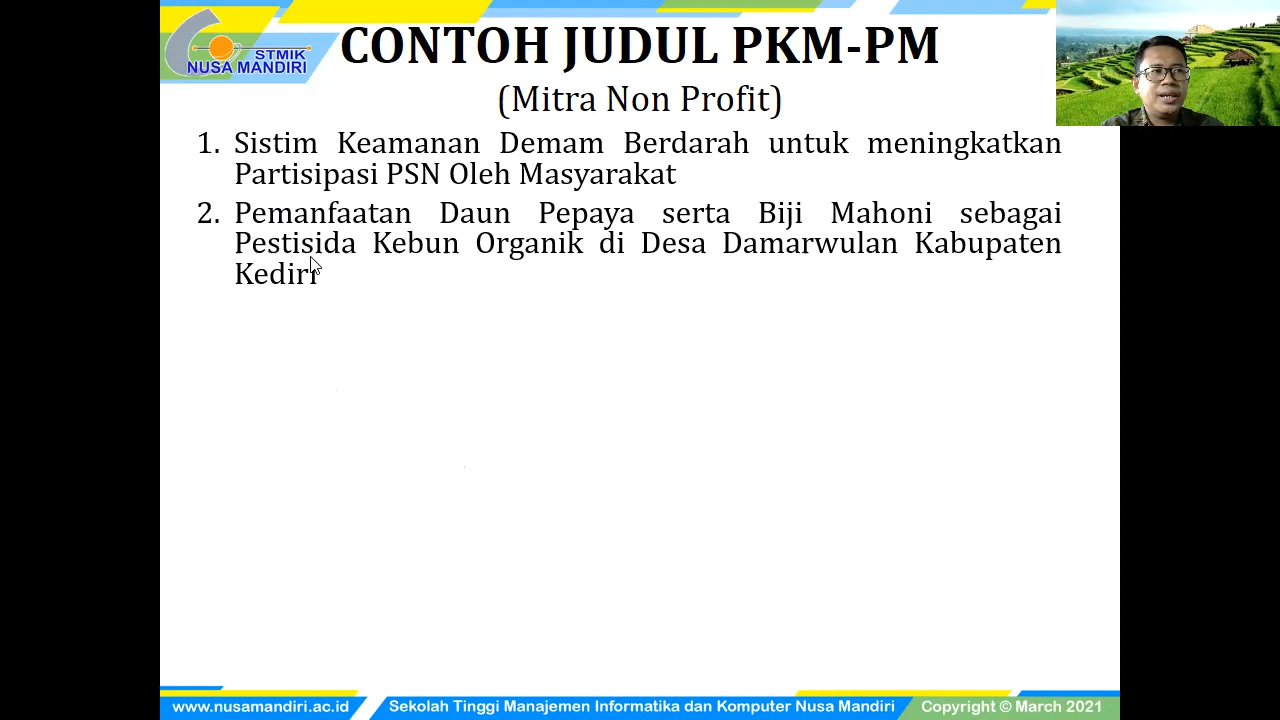 STMIK
NUSA MANDIRI
CONTOH JUDUL PKM-PM
(Mitra Non Profit)
1. Sistim Keamanan Demam Berdarah untuk meningkatkan
Partisipasi PSN Oleh Masyarakat
2. Pemanfaatan Daun Pepaya serta Biji Mahoni sebagai
Pestisida Kebun Organik di Desa Damarwulan Kabupaten
Kediri
www.nusamandiri.ac.id
Sekolah Tinggi Manajemen Informatika dan Komputer Nusa Mandiri
Copyright © March 2021